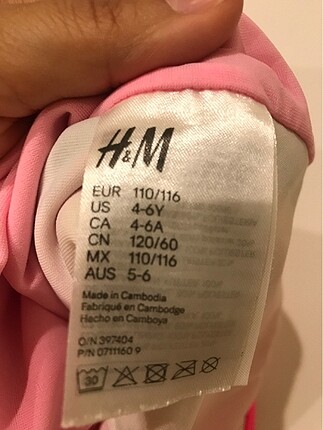 H&M
EUR 110/116
US 4-6Y
CA 4-6A
CN 120/60
MX 110/116
AUS 5-6
Made in Cambodia
Fabriqué en Cambodge
Hecho en Camboya
O/N 397404
P/N 0711160 9
30